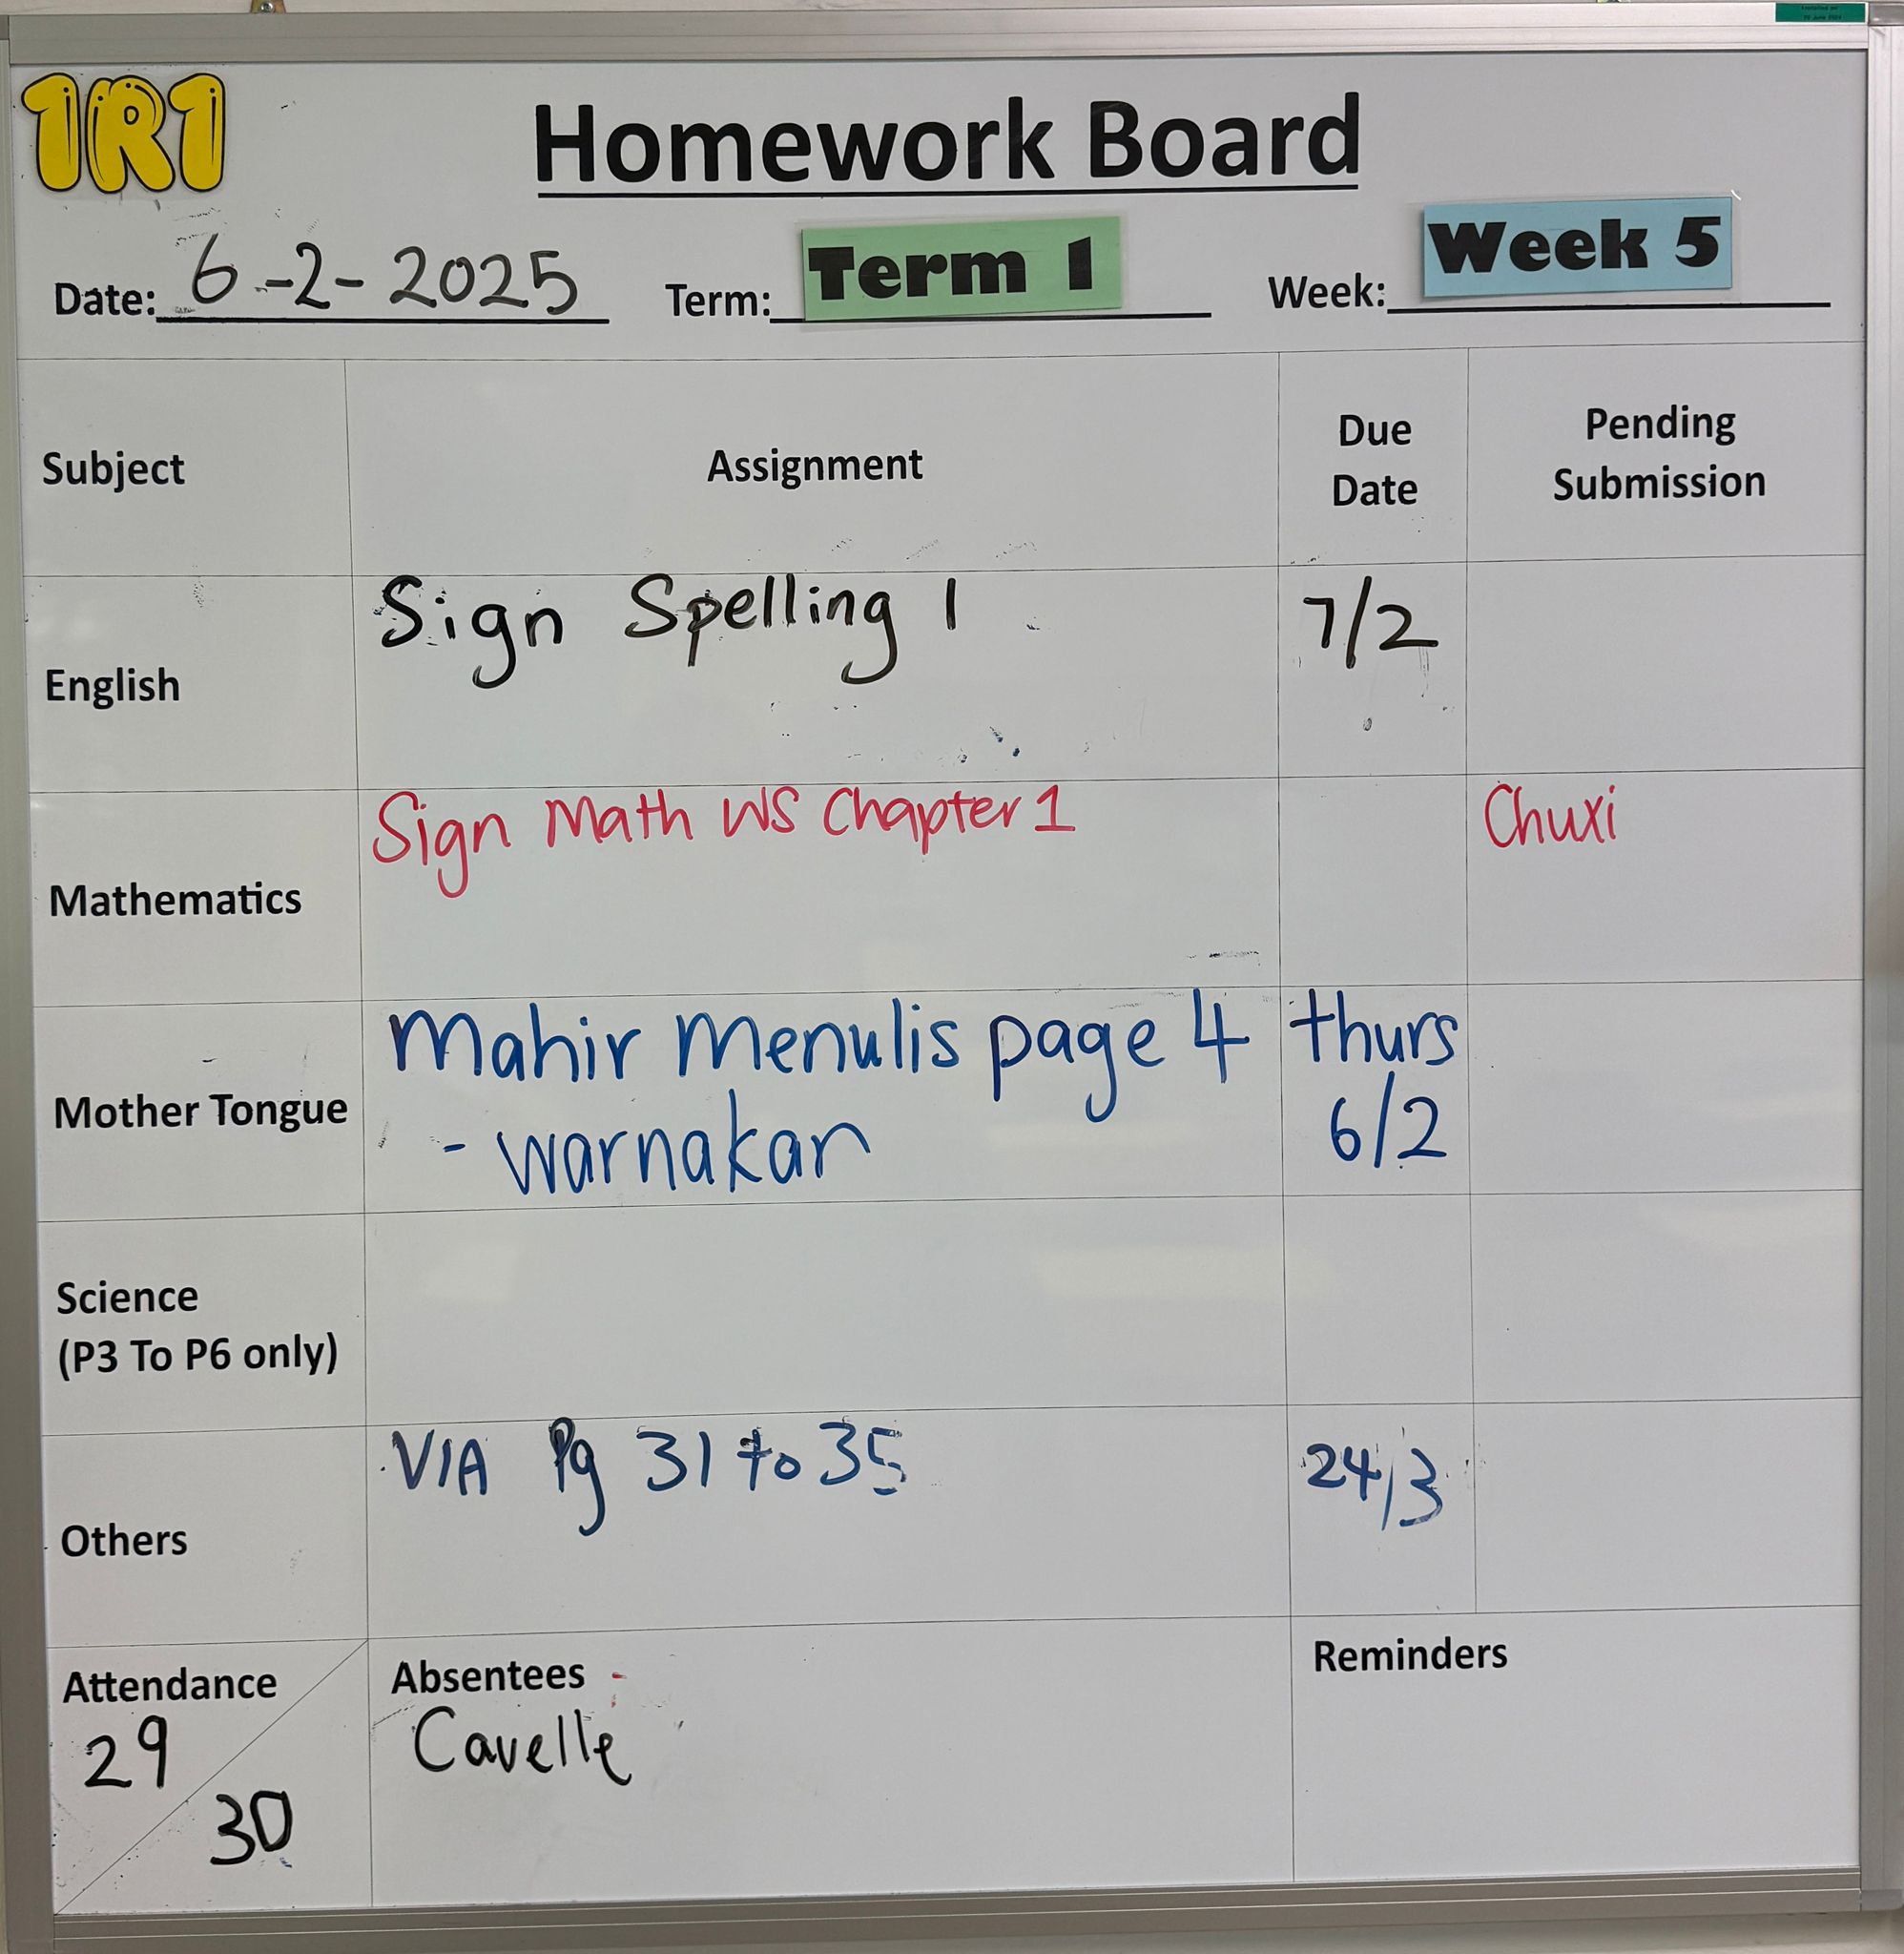 1R1
Homework Board
Date: 6-2-2025 Term: Term 1 Week: Week 5
Subject Assignment Due Date Pending Submission
English Sign Spelling 1 7/2
Mathematics Sign Math WS Chapter 1 Chuxi
Mother Tongue Mahir Menulis page 4 thurs
- warnakan 6/2
Science
(P3 To P6 only)
Others VIA Pg 31 to 35 24/3
Attendance Absentees Reminders
29 Cavelle
30